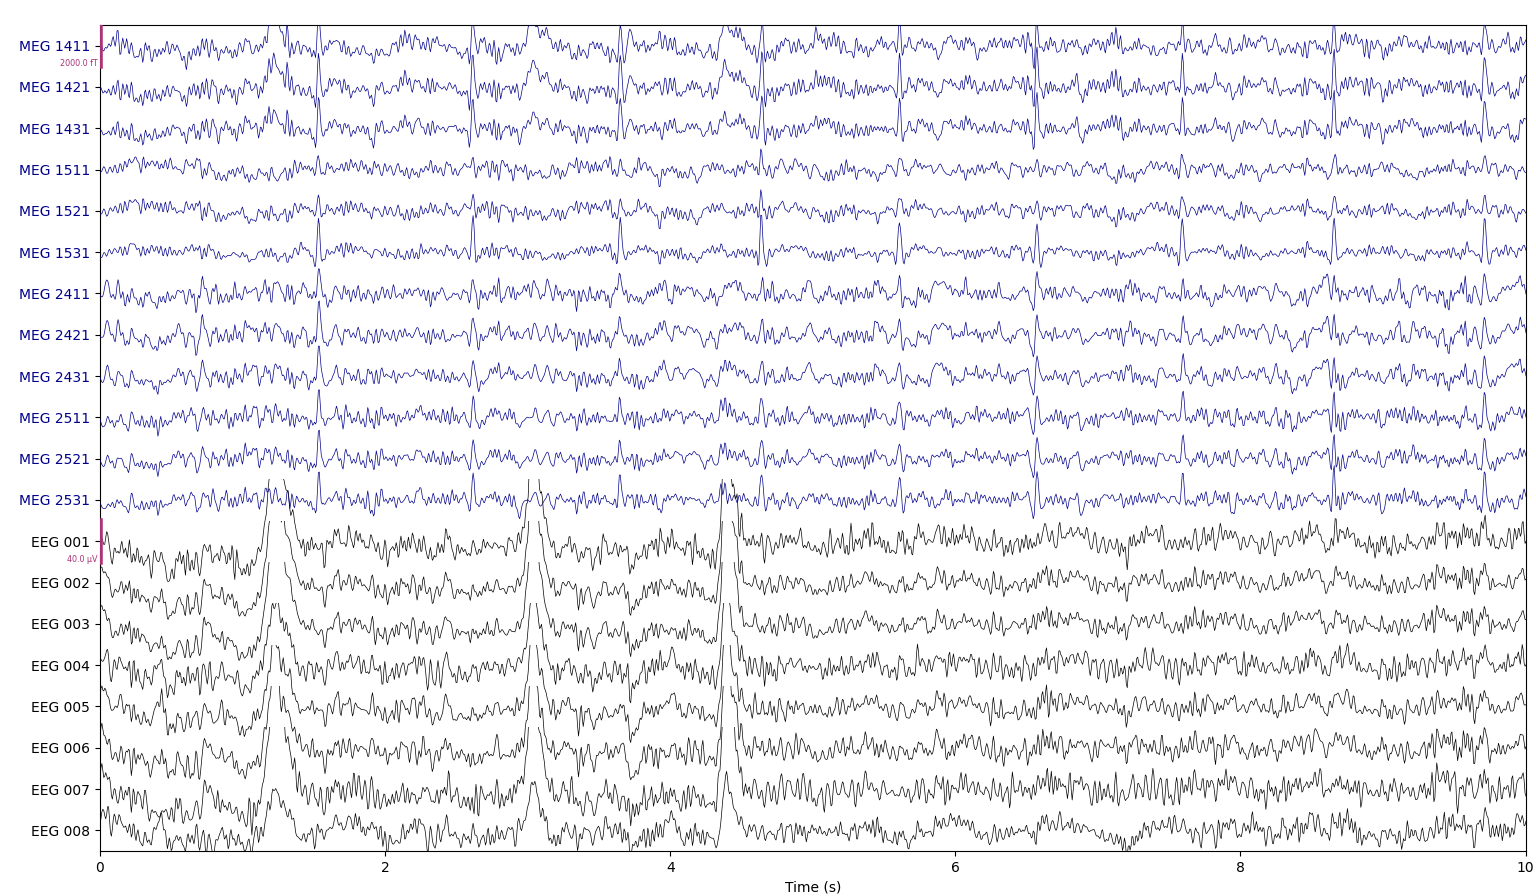 MEG 1411
2000.0 fT
MEG 1421
MEG 1431
MEG 1511
MEG 1521
MEG 1531
MEG 2411
MEG 2421
MEG 2431
MEG 2511
MEG 2521
MEG 2531
EEG 001
40.0 µV
EEG 002
EEG 003
EEG 004
EEG 005
EEG 006
EEG 007
EEG 008
0 2 4 6 8 10
Time (s)